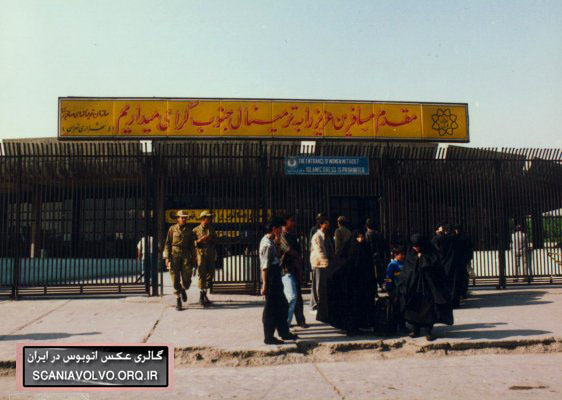 مقدم مسافرین عزیز را به ترمینال جنوب گرامی میداریم
THE ENTRANCE OF WOMEN WITHOUT
ISLAMIC DRESS IS PROHIBITED.
گالری عکس اتوبوس در ایران
SCANIAVOLVO.ORQ.IR